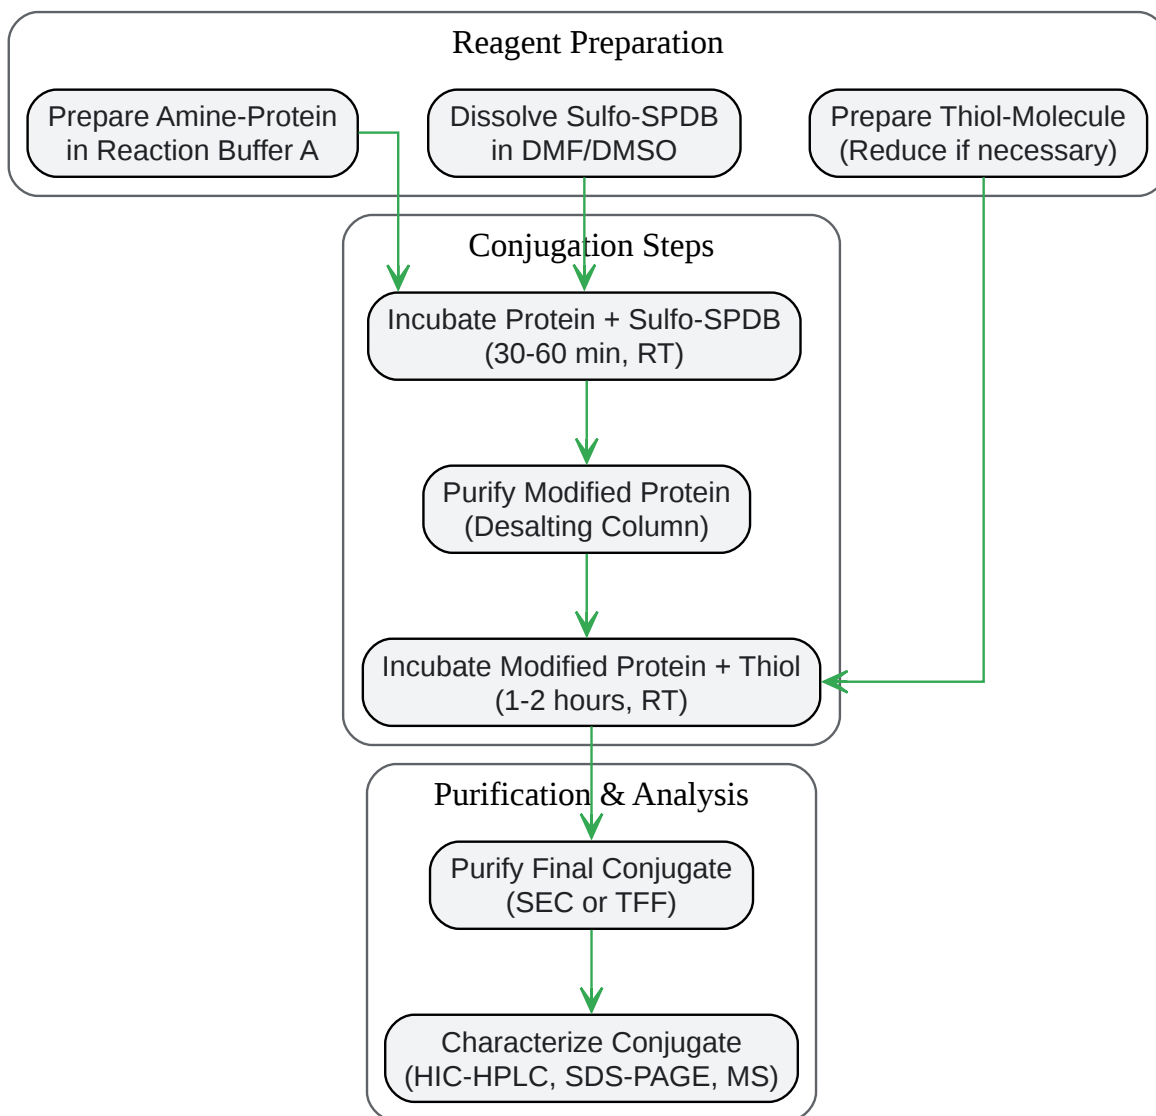 Reagent Preparation
Prepare Amine-Protein
in Reaction Buffer A
Dissolve Sulfo-SPDB
in DMF/DMSO
Prepare Thiol-Molecule
(Reduce if necessary)
Conjugation Steps
Incubate Protein + Sulfo-SPDB
(30-60 min, RT)
Purify Modified Protein
(Desalting Column)
Incubate Modified Protein + Thiol
(1-2 hours, RT)
Purification & Analysis
Purify Final Conjugate
(SEC or TFF)
Characterize Conjugate
(HIC-HPLC, SDS-PAGE, MS)